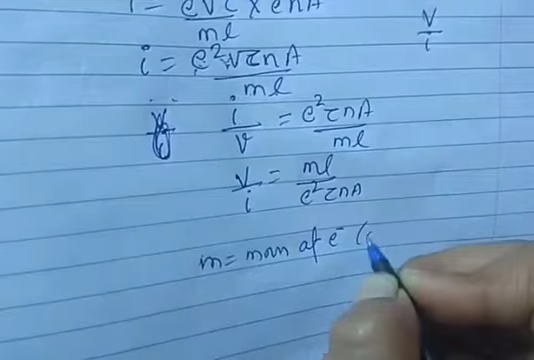 i = eVτ/ml × enA
V/i
i = e²VτnA/ml
i/V = e²τnA/ml
V/i = ml/e²τnA
m = mass of e⁻ (